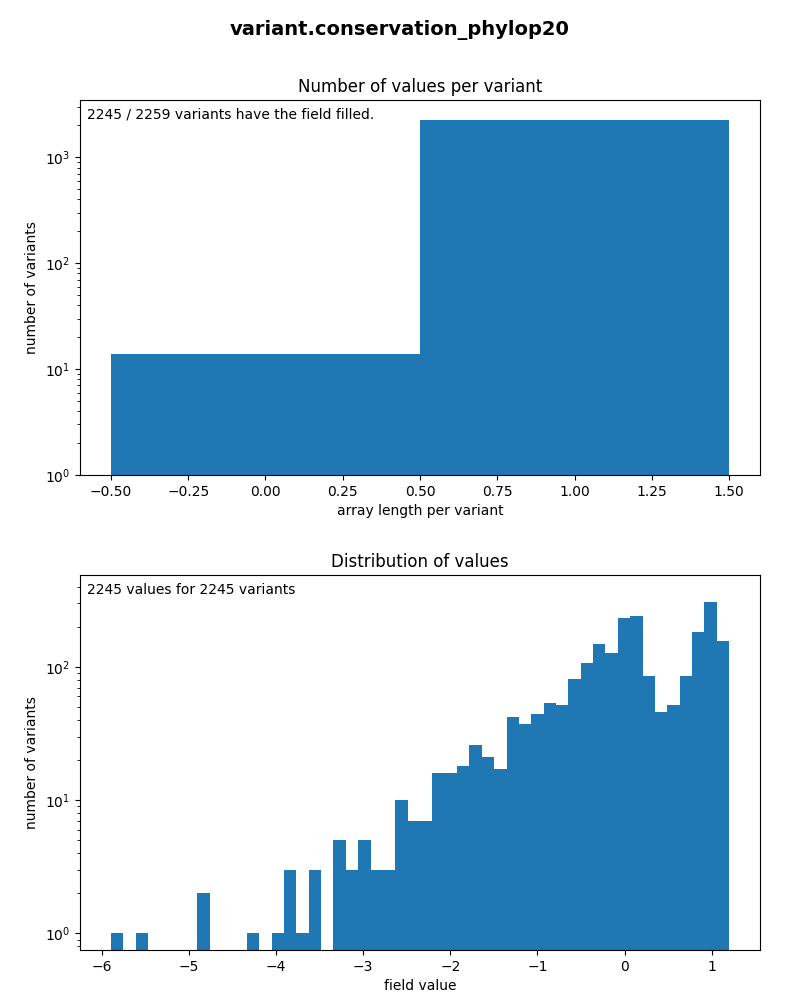 variant.conservation_phylop20
Number of values per variant
2245 / 2259 variants have the field filled.
10³
10²
10¹
10⁰
number of variants
−0.50 −0.25 0.00 0.25 0.50 0.75 1.00 1.25 1.50
array length per variant
Distribution of values
2245 values for 2245 variants
10²
10¹
10⁰
number of variants
−6 −5 −4 −3 −2 −1 0 1
field value